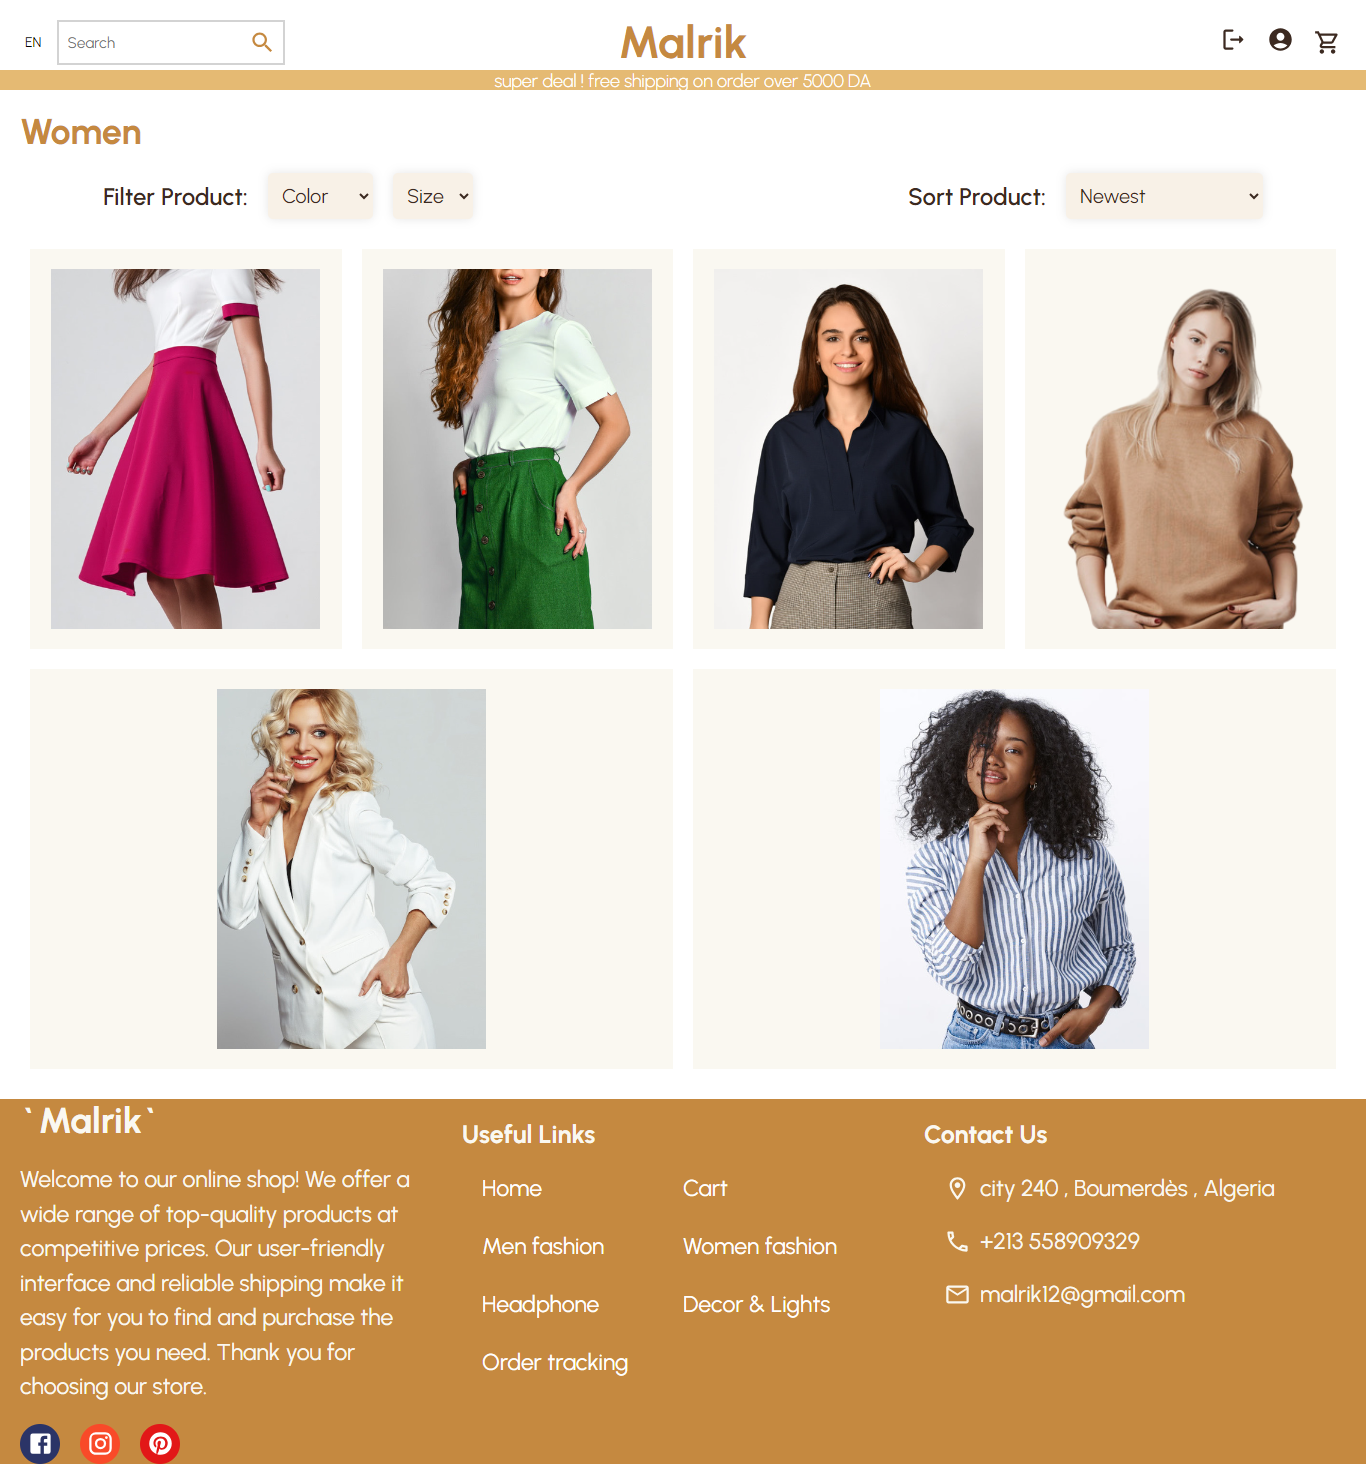 EN
Search
Malrik
super deal ! free shipping on order over 5000 DA
Women
Filter Product:
Color
Size
Sort Product:
Newest
` Malrik `
Welcome to our online shop! We offer a
wide range of top-quality products at
competitive prices. Our user-friendly
interface and reliable shipping make it
easy for you to find and purchase the
products you need. Thank you for
choosing our store.
Useful Links
Home
Cart
Men fashion
Women fashion
Headphone
Decor & Lights
Order tracking
Contact Us
city 240 , Boumerdès , Algeria
+213 558909329
malrik12@gmail.com